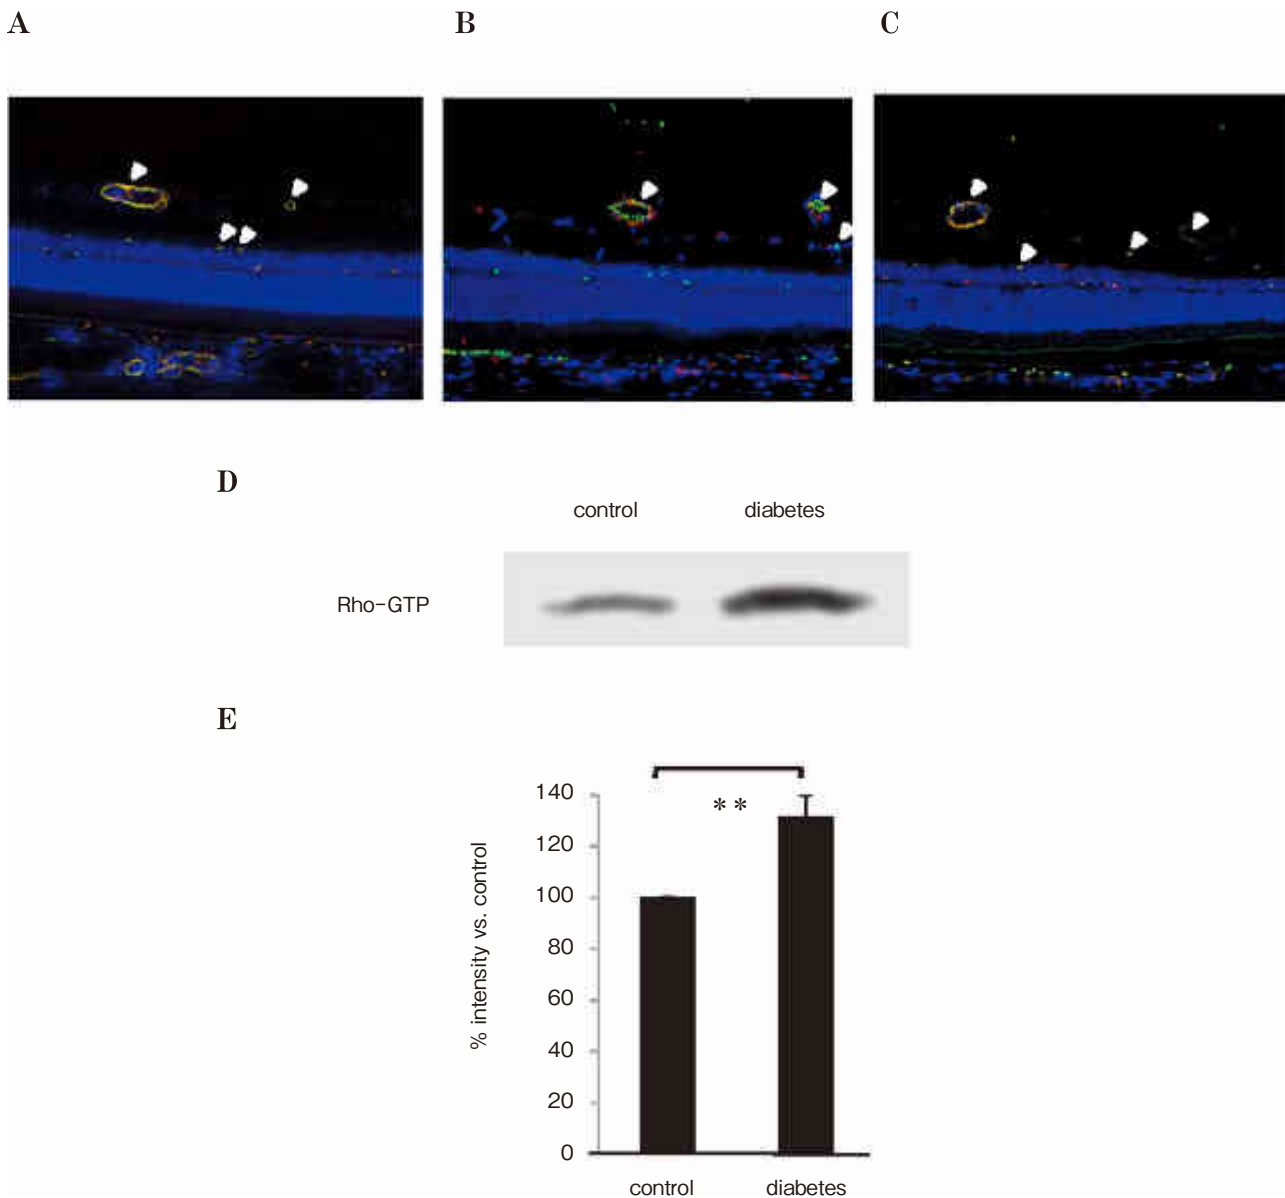 A B C
D
control diabetes
Rho-GTP
E
140
**
120
100
80
60
40
20
0
% intensity vs. control
control diabetes